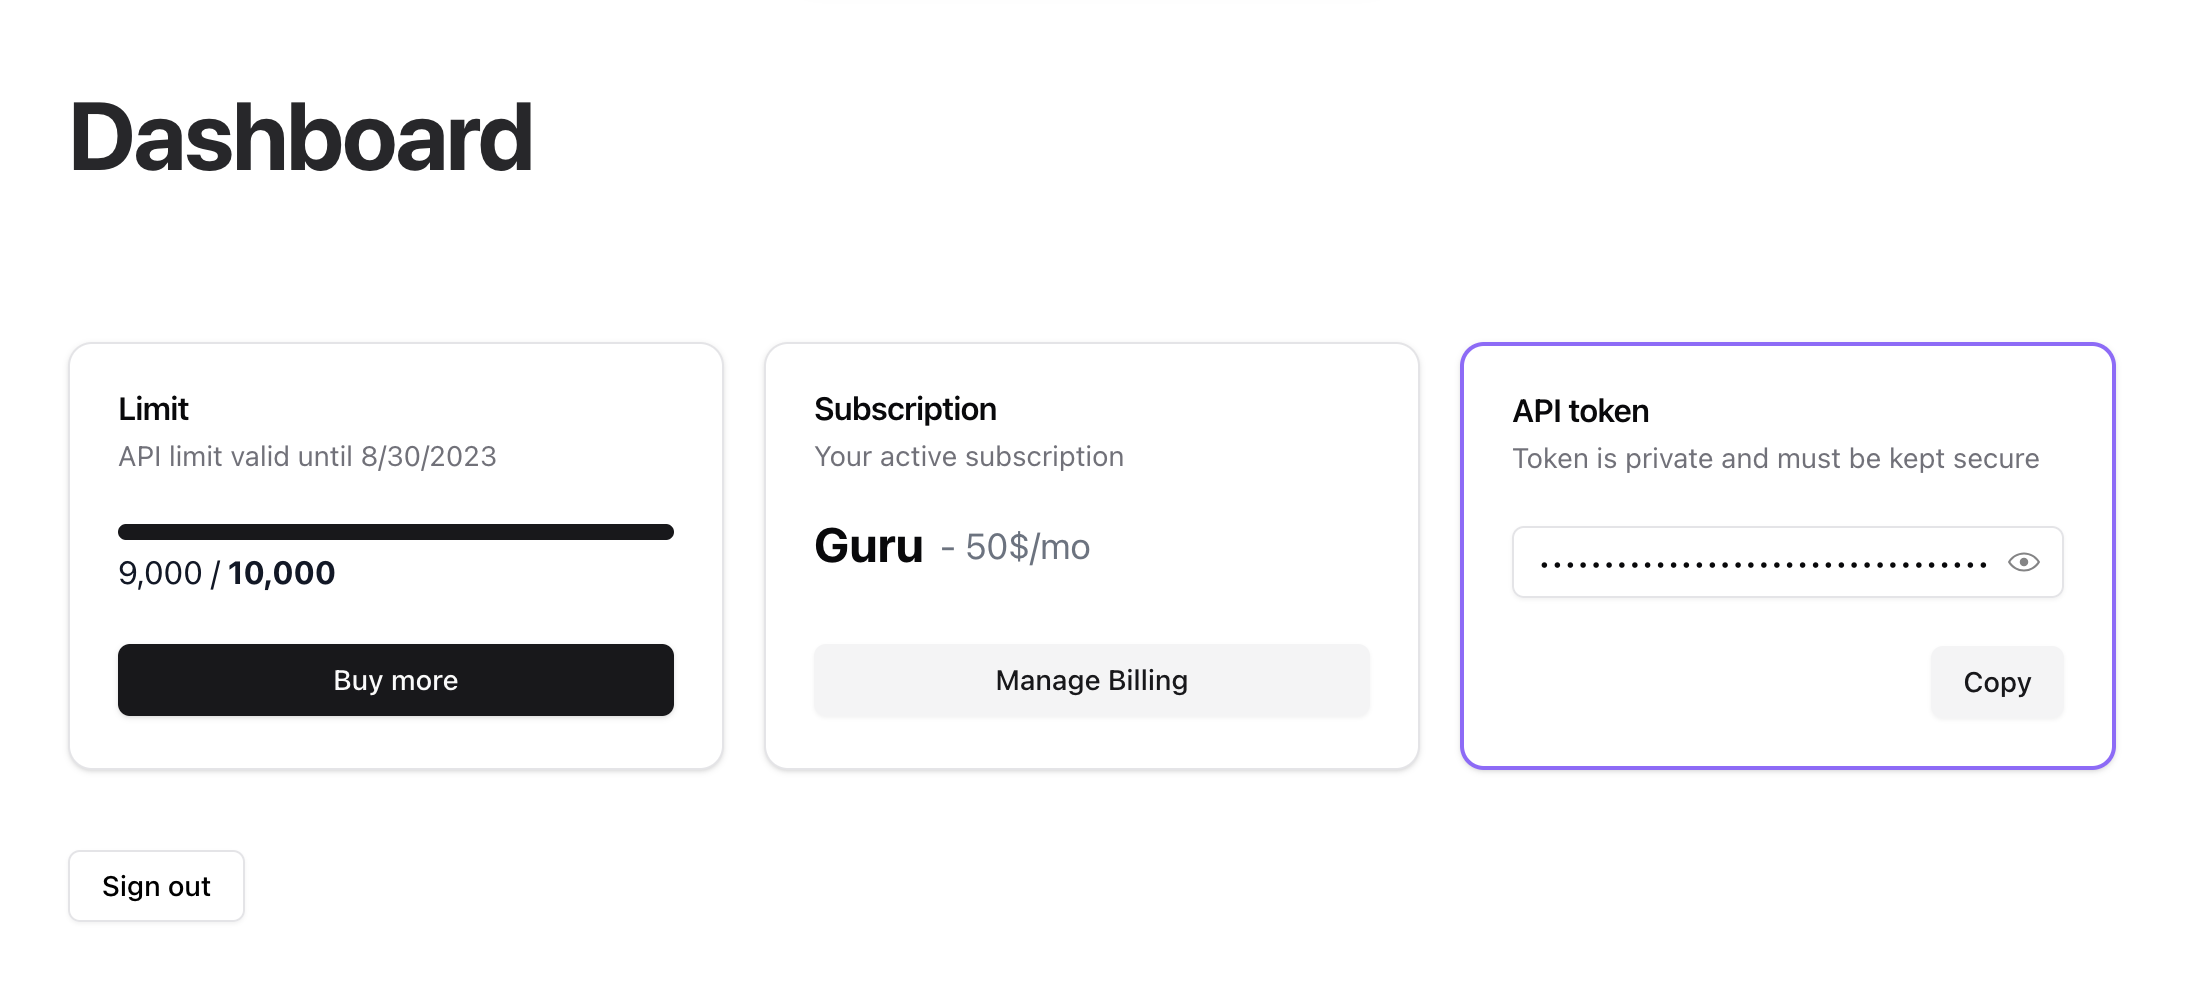 Dashboard
Limit
API limit valid until 8/30/2023
9,000 / 10,000
Buy more
Subscription
Your active subscription
Guru - 50$/mo
Manage Billing
API token
Token is private and must be kept secure
Copy
Sign out